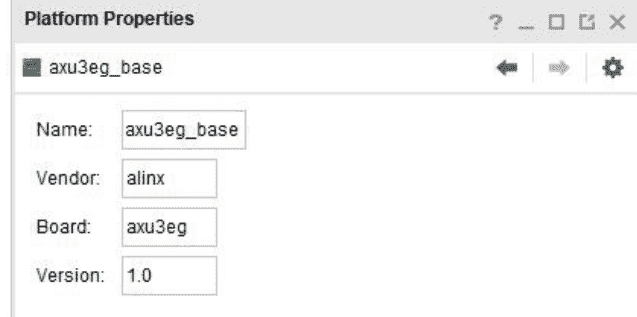 Platform Properties
axu3eg_base
Name: axu3eg_base
Vendor: alinx
Board: axu3eg
Version: 1.0